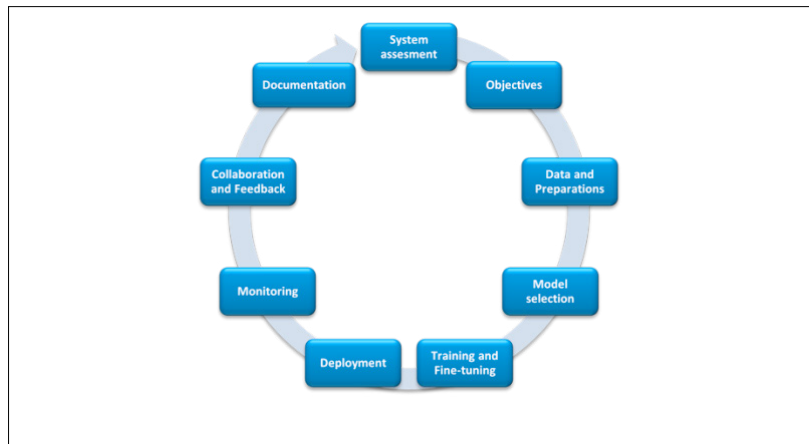 System
assesment
Objectives
Data and
Preparations
Model
selection
Training and
Fine-tuning
Deployment
Monitoring
Collaboration
and Feedback
Documentation